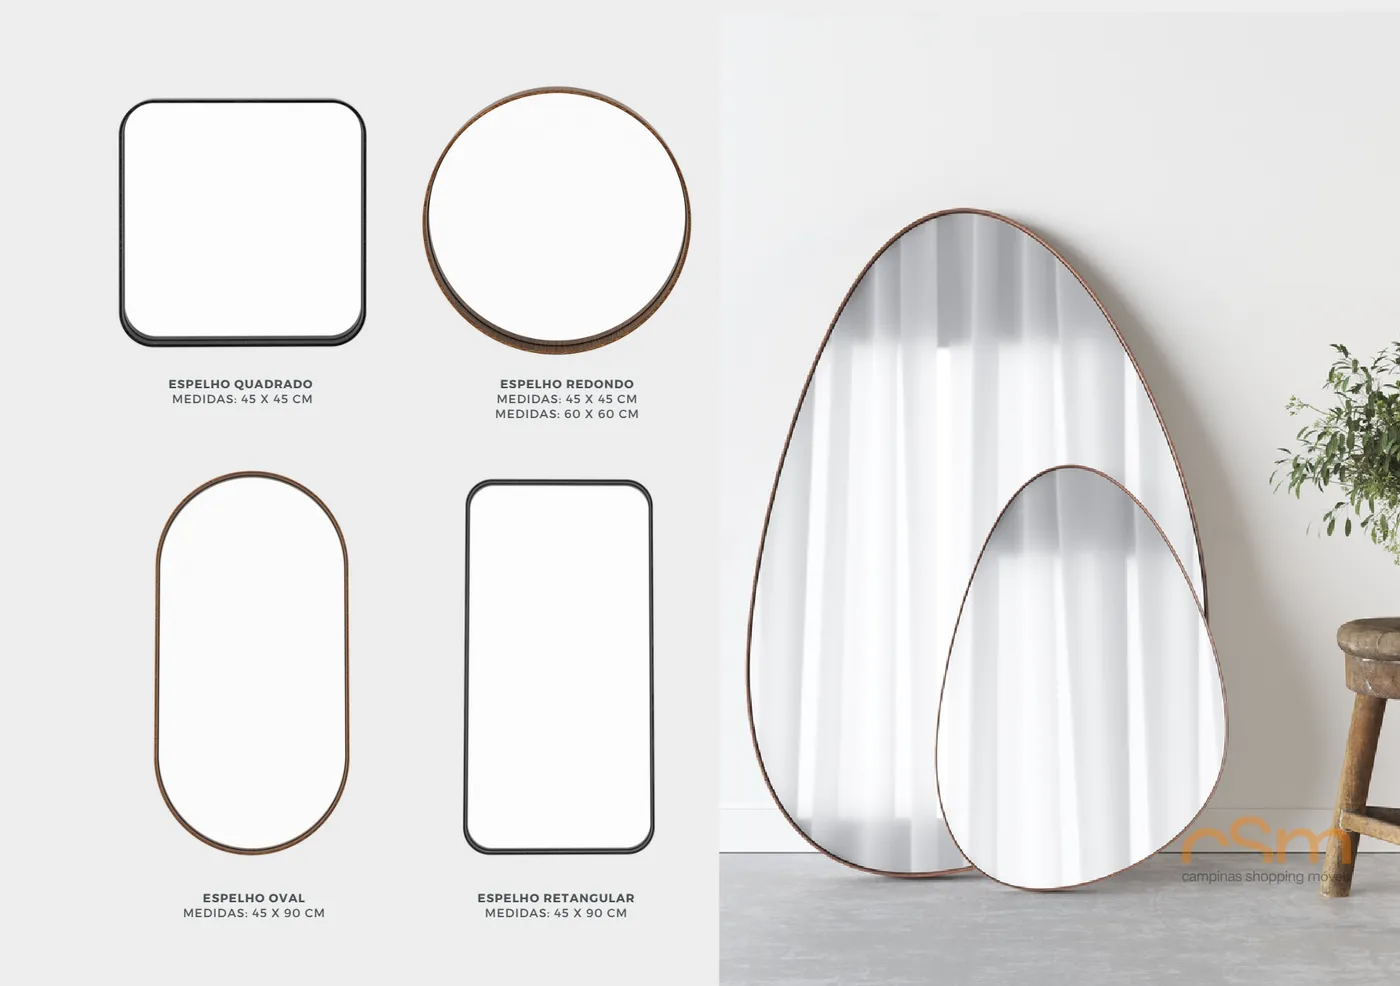 ESPELHO QUADRADO
MEDIDAS: 45 X 45 CM
ESPELHO REDONDO
MEDIDAS: 45 X 45 CM
MEDIDAS: 60 X 60 CM
ESPELHO OVAL
MEDIDAS: 45 X 90 CM
ESPELHO RETANGULAR
MEDIDAS: 45 X 90 CM
csm
campinas shopping móveis